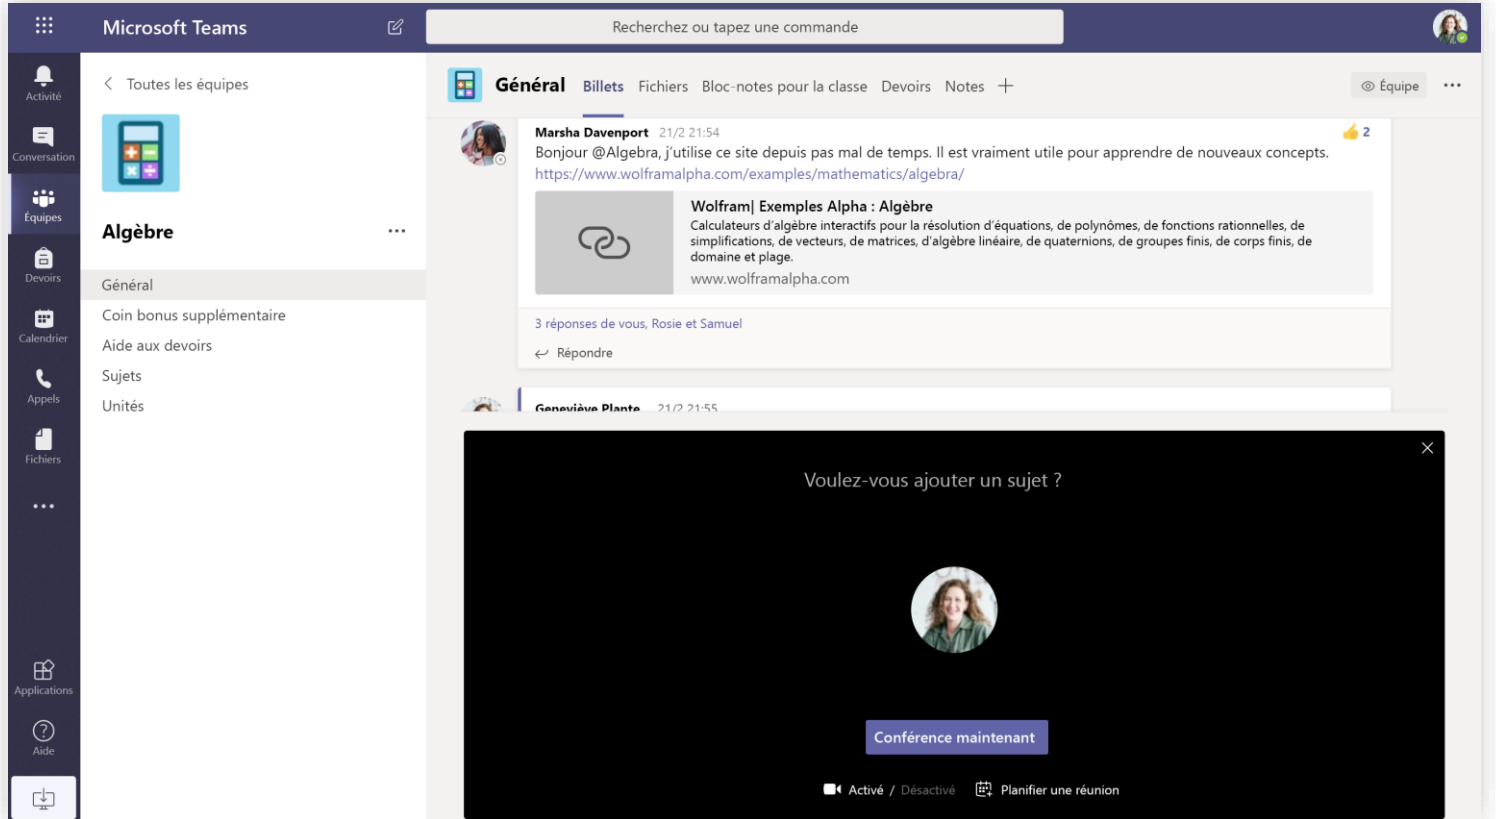 Microsoft Teams
Recherchez ou tapez une commande
Activité
Conversation
Équipes
Devoirs
Calendrier
Appels
Fichiers
Applications
Aide
Toutes les équipes
Algèbre
Général
Coin bonus supplémentaire
Aide aux devoirs
Sujets
Unités
Général Billets Fichiers Bloc-notes pour la classe Devoirs Notes
Équipe
Marsha Davenport 21/2 21:54
2
Bonjour @Algebra, j'utilise ce site depuis pas mal de temps. Il est vraiment utile pour apprendre de nouveaux concepts.
https://www.wolframalpha.com/examples/mathematics/algebra/
Wolfram| Exemples Alpha : Algèbre
Calculateurs d'algèbre interactifs pour la résolution d'équations, de polynômes, de fonctions rationnelles, de
simplifications, de vecteurs, de matrices, d'algèbre linéaire, de quaternions, de groupes finis, de corps finis, de
domaine et plage.
www.wolframalpha.com
3 réponses de vous, Rosie et Samuel
Répondre
Geneviève Plante 21/2 21:55
Voulez-vous ajouter un sujet ?
Conférence maintenant
Activé / Désactivé
Planifier une réunion